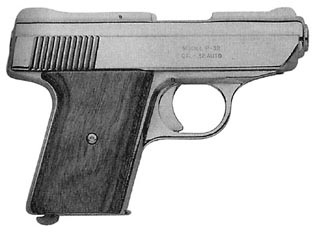 MODEL P-32
CAL. .32 AUTO